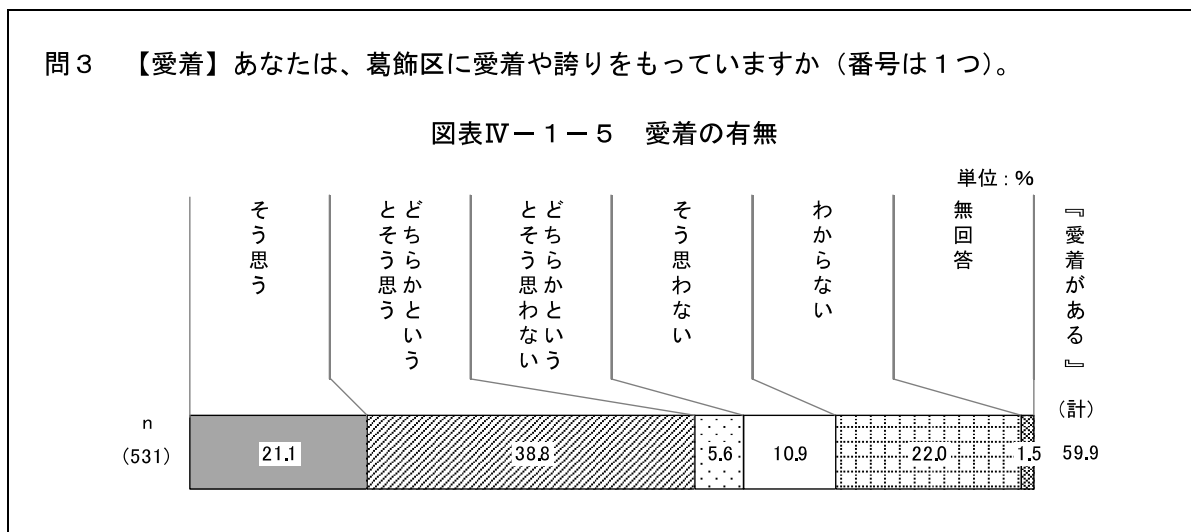 問３　【愛着】あなたは、葛飾区に愛着や誇りをもっていますか（番号は１つ）。
図表Ⅳ－１－５　愛着の有無
単位：％
そう思う
どちらかという
とそう思う
どちらかという
とそう思わない
そう思わない
わからない
無回答
『愛着がある』
（計）
n
(531)
21.1
38.8
5.6
10.9
22.0
1.5
59.9